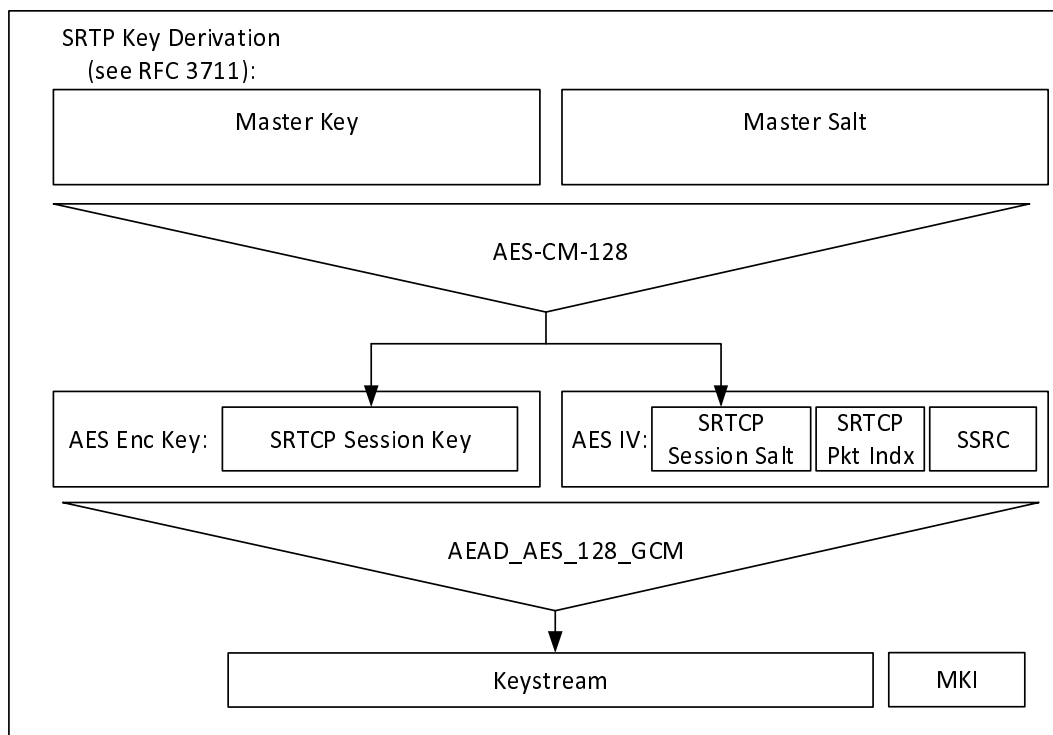 SRTP Key Derivation
(see RFC 3711):
Master Key
Master Salt
AES-CM-128
AES Enc Key:
SRTCP Session Key
AES IV:
SRTCP
Session Salt
SRTCP
Pkt Indx
SSRC
AEAD_AES_128_GCM
Keystream
MKI